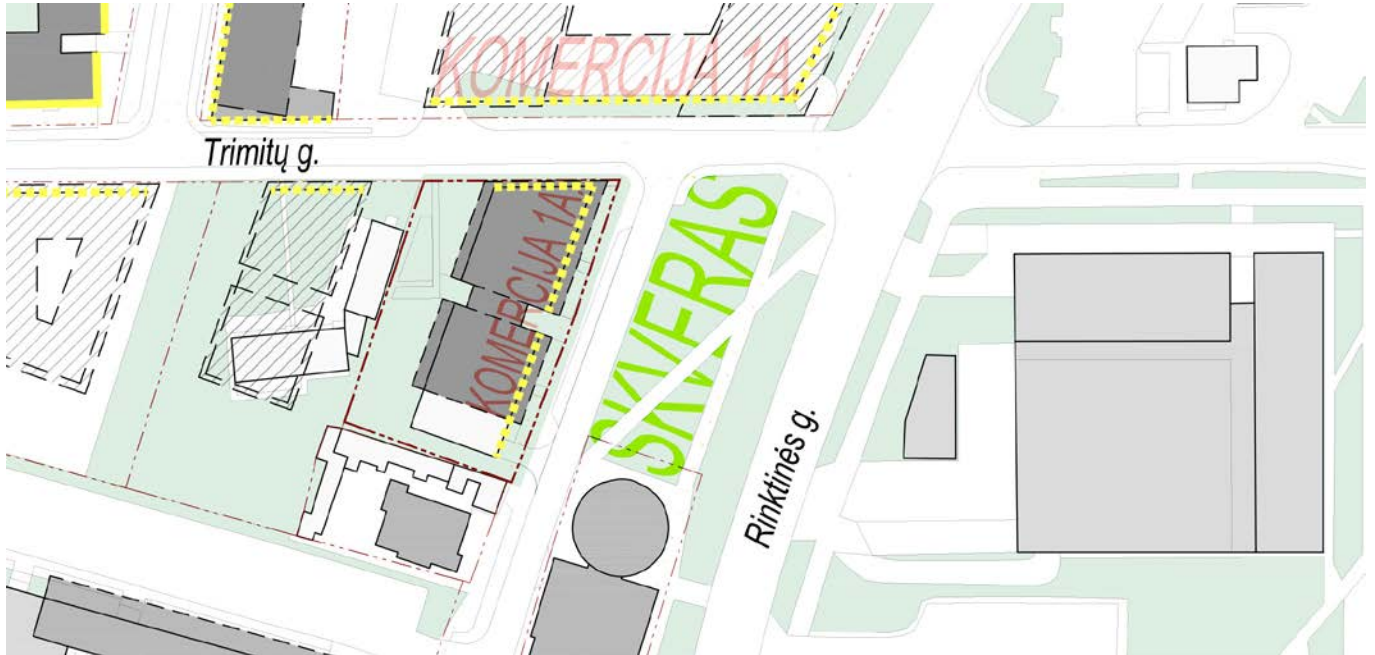 KOMERCIJA 1A
Trimitų g.
KOMERCIJA 1A
SKVERAS
Rinktinės g.